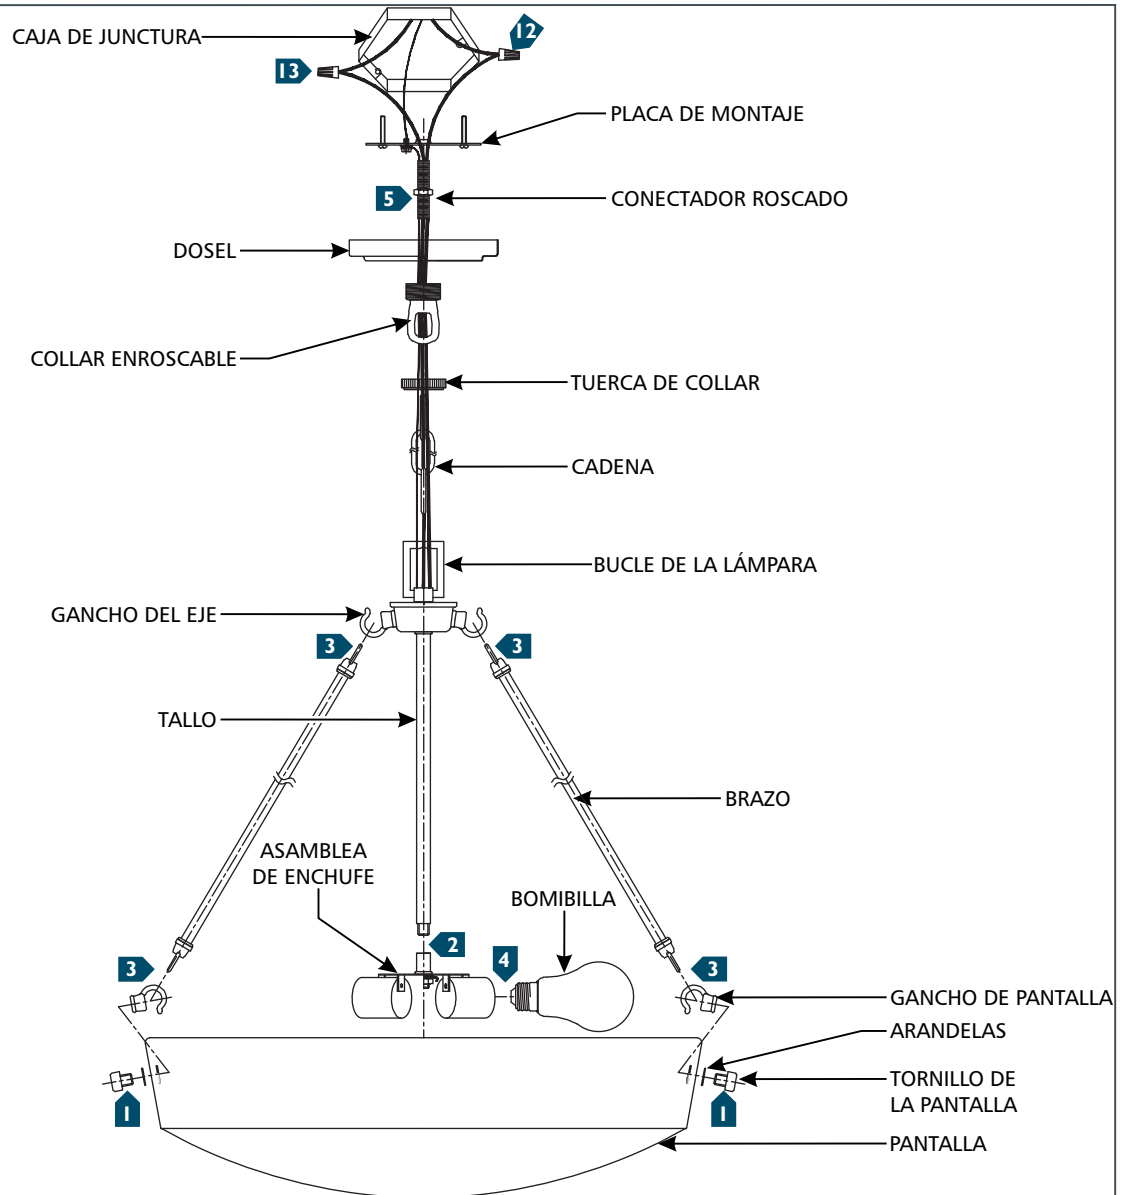 CAJA DE JUNCTURA
12
13
PLACA DE MONTAJE
5
CONECTADOR ROSCADO
DOSEL
COLLAR ENROSCABLE
TUERCA DE COLLAR
CADENA
BUCLE DE LA LÁMPARA
GANCHO DEL EJE
3
3
TALLO
BRAZO
ASAMBLEA
DE ENCHUFE
BOMIBILLA
2
4
3
3
GANCHO DE PANTALLA
ARANDELAS
TORNILLO DE
LA PANTALLA
1
1
PANTALLA